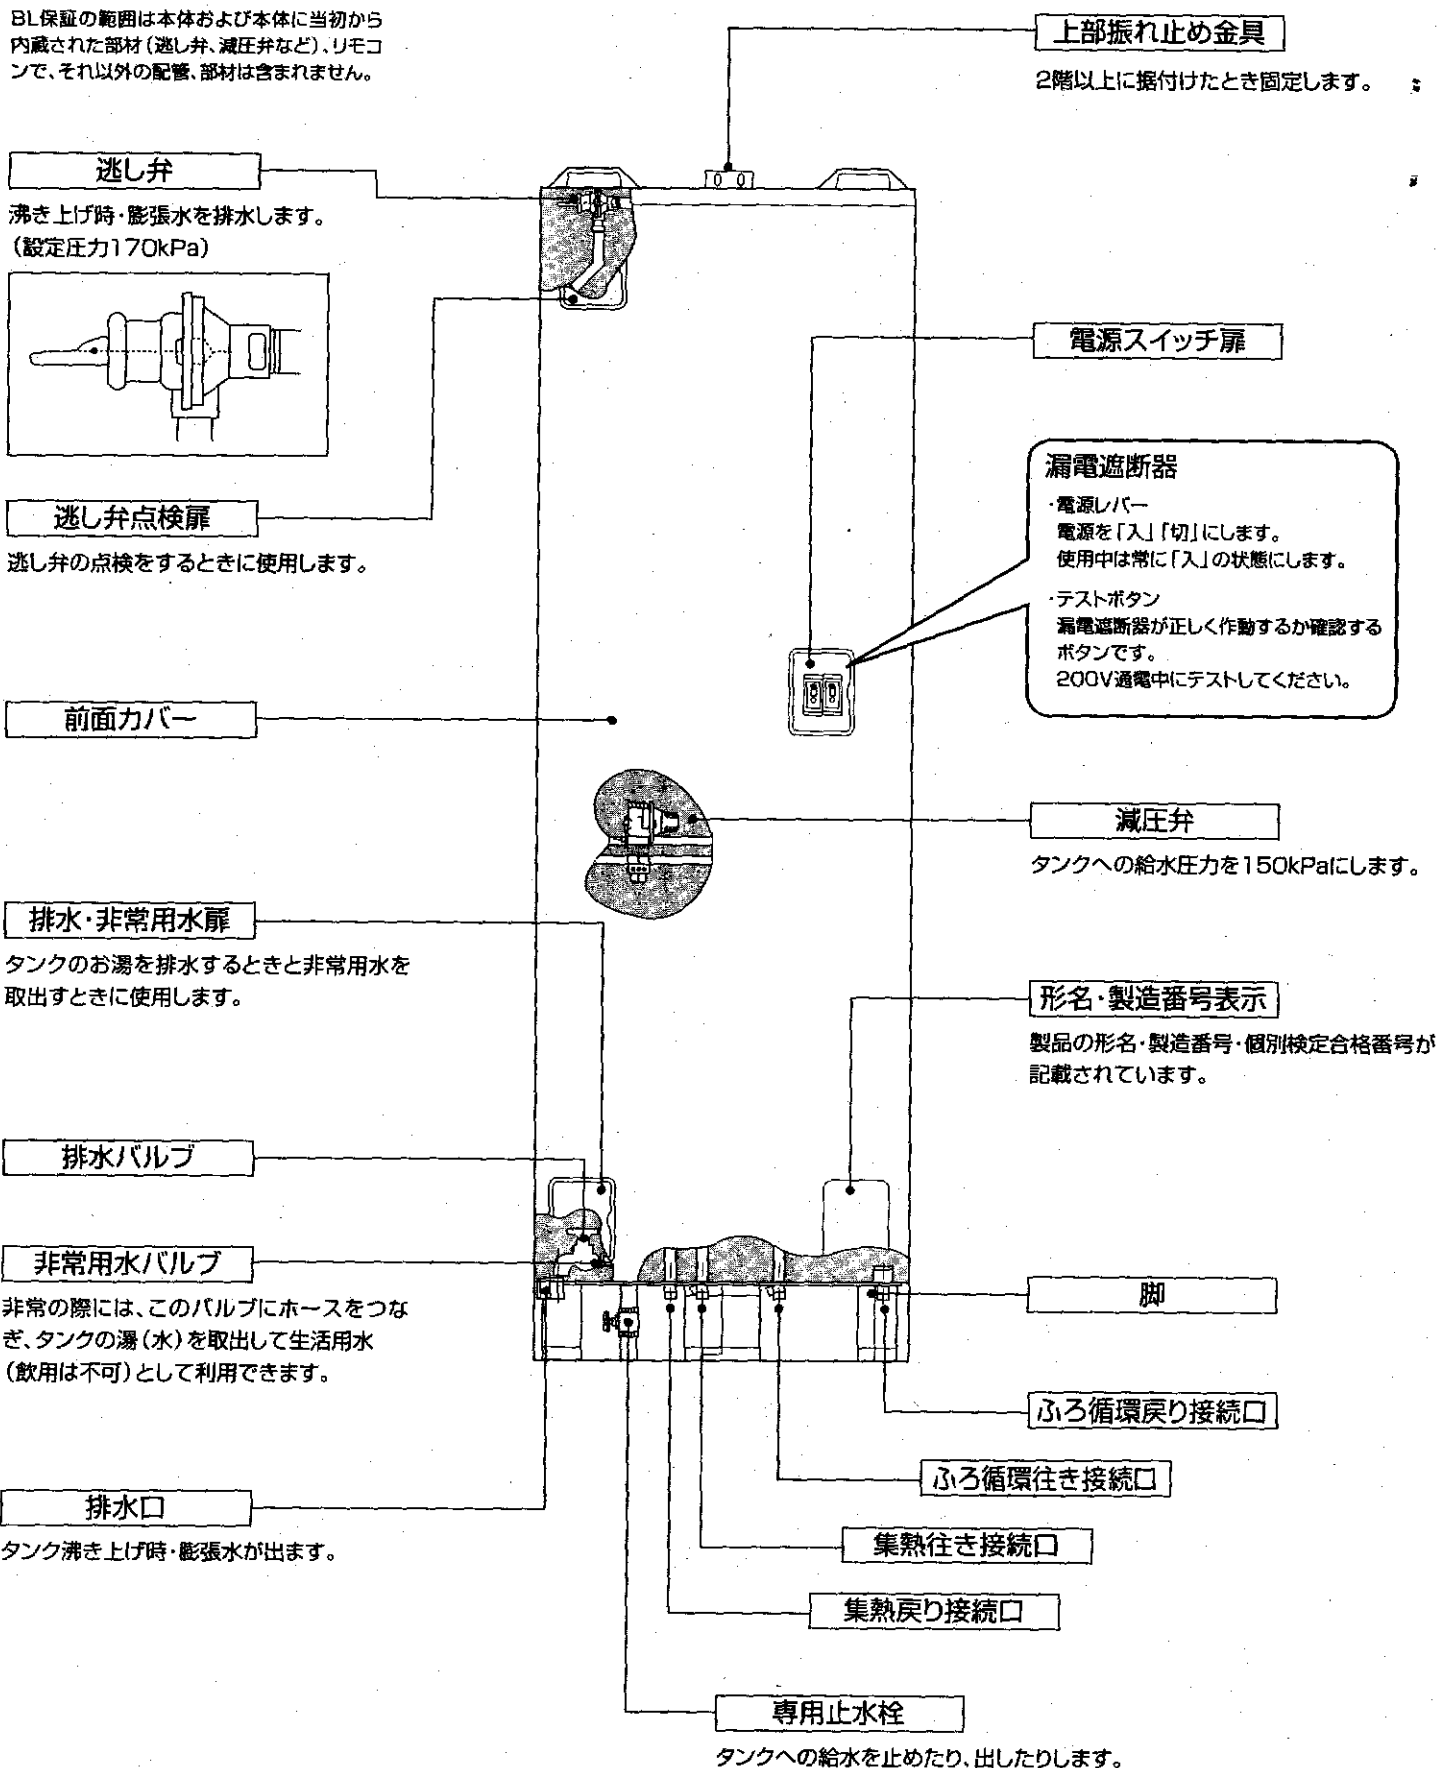 BL保証の範囲は本体および本体に当初から
内蔵された部材(逃し弁、減圧弁など)、リモコ
ンで、それ以外の配管、部材は含まれません。
上部振れ止め金具
2階以上に据付けたとき固定します。
逃し弁
沸き上げ時・膨張水を排水します。
(設定圧力170kPa)
電源スイッチ扉
漏電遮断器
・電源レバー
電源を「入」「切」にします。
使用中は常に「入」の状態にします。
・テストボタン
漏電遮断器が正しく作動するか確認する
ボタンです。
200V通電中にテストしてください。
逃し弁点検扉
逃し弁の点検をするときに使用します。
前面カバー
減圧弁
タンクへの給水圧力を150kPaにします。
排水・非常用水扉
タンクのお湯を排水するときと非常用水を
取出すときに使用します。
形名・製造番号表示
製品の形名・製造番号・個別検定合格番号が
記載されています。
排水バルブ
非常用水バルブ
非常の際には、このバルブにホースをつな
ぎ、タンクの湯(水)を取出して生活用水
(飲用は不可)として利用できます。
脚
ふろ循環戻り接続口
ふろ循環往き接続口
排水口
タンク沸き上げ時・膨張水が出ます。
集熱往き接続口
集熱戻り接続口
専用止水栓
タンクへの給水を止めたり、出したりします。